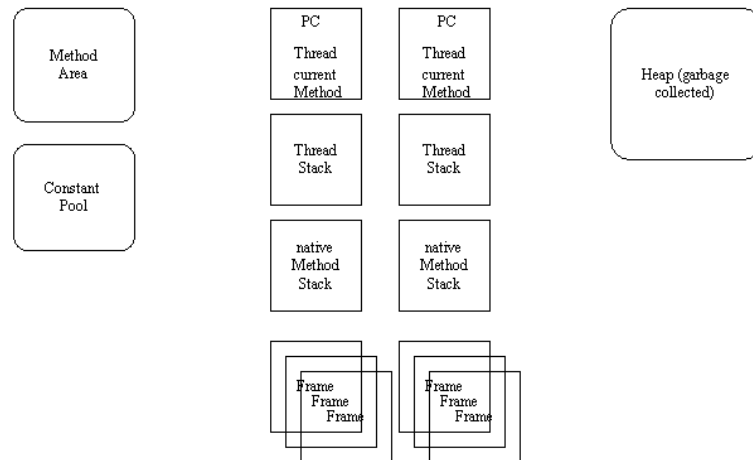 Method
Area
Constant
Pool
PC
Thread
current
Method
PC
Thread
current
Method
Thread
Stack
Thread
Stack
native
Method
Stack
native
Method
Stack
Frame
Frame
Frame
Frame
Frame
Frame
Heap (garbage
collected)